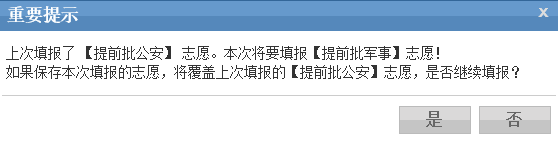 重要提示
x
上次填报了 【提前批公安】 志愿。本次将要填报【提前批军事】志愿！
如果保存本次填报的志愿，将覆盖上次填报的【提前批公安】志愿，是否继续填报？
是 否